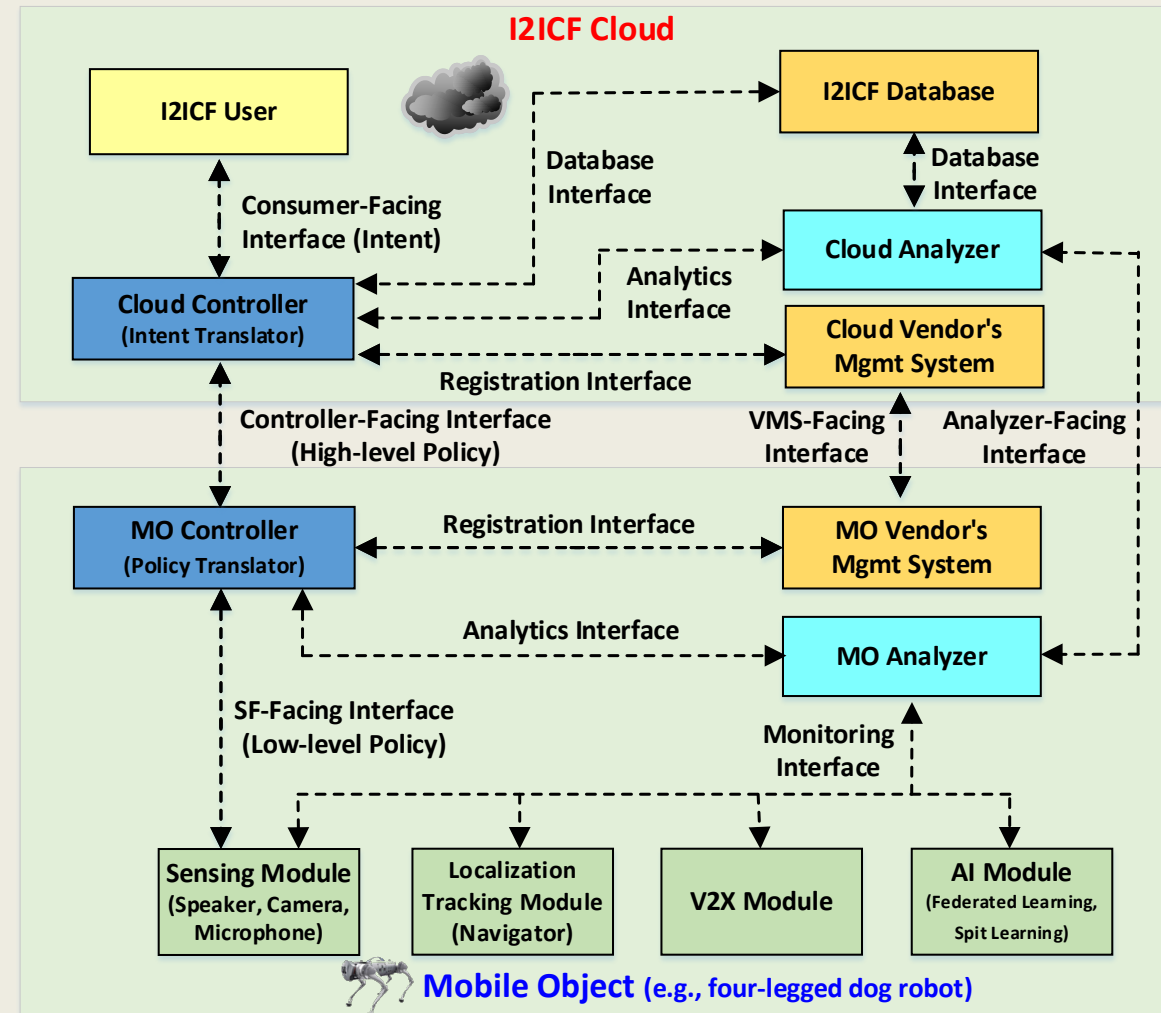 I2ICF Cloud
I2ICF User
I2ICF Database
Database
Interface
Database
Interface
Consumer-Facing
Interface (Intent)
Cloud Analyzer
Analytics
Interface
Cloud Controller
(Intent Translator)
Cloud Vendor's
Mgmt System
Registration Interface
Controller-Facing Interface
(High-level Policy)
VMS-Facing
Interface
Analyzer-Facing
Interface
MO Controller
(Policy Translator)
Registration Interface
MO Vendor's
Mgmt System
Analytics Interface
MO Analyzer
SF-Facing Interface
(Low-level Policy)
Monitoring
Interface
Sensing Module
(Speaker, Camera,
Microphone)
Localization
Tracking Module
(Navigator)
V2X Module
AI Module
(Federated Learning,
Spit Learning)
Mobile Object (e.g., four-legged dog robot)